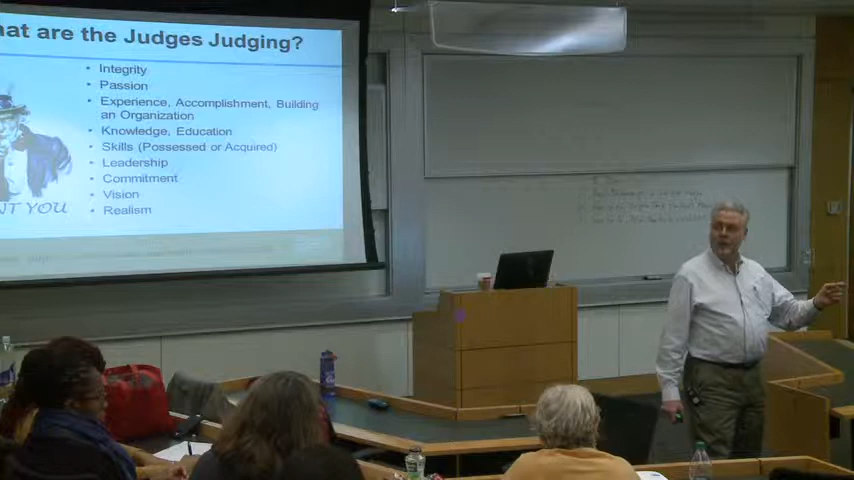 hat are the Judges Judging?
• Integrity
• Passion
• Experience, Accomplishment, Building
an Organization
• Knowledge, Education
• Skills (Possessed or Acquired)
• Leadership
• Commitment
• Vision
• Realism
NT YOU